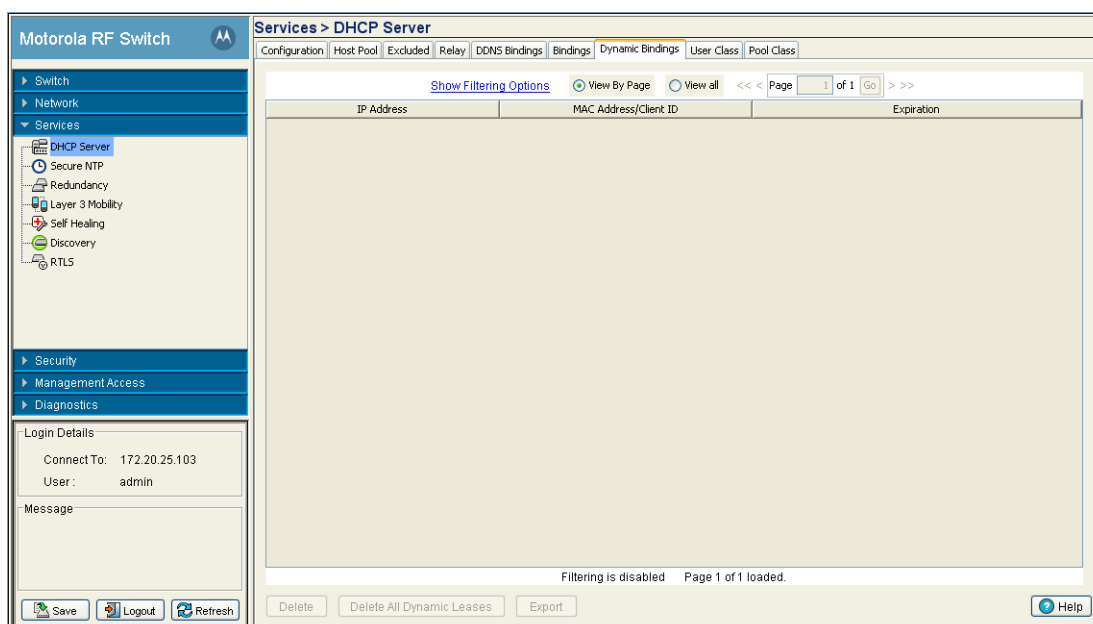 Motorola RF Switch
Switch
Network
Services
DHCP Server
Secure NTP
Redundancy
Layer 3 Mobility
Self Healing
Discovery
RTLS
Security
Management Access
Diagnostics
Login Details
Connect To: 172.20.25.103
User : admin
Message
Save Logout Refresh
Services > DHCP Server
Configuration Host Pool Excluded Relay DDNS Bindings Bindings Dynamic Bindings User Class Pool Class
Show Filtering Options View By Page View all << < Page 1 of 1 Go > >>
IP Address MAC Address/Client ID Expiration
Filtering is disabled Page 1 of 1 loaded.
Delete Delete All Dynamic Leases Export Help